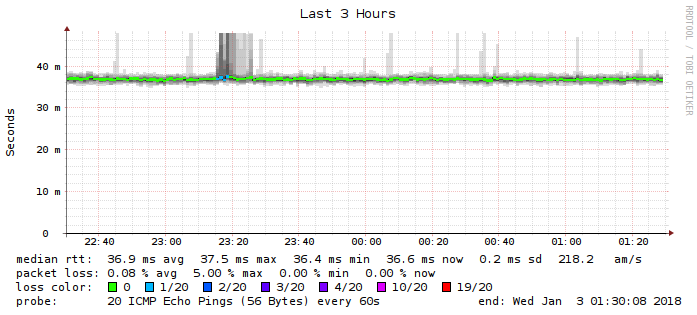 Last 3 Hours
RRDTOOL / TOBI OETIKER
Seconds
40 m
30 m
20 m
10 m
0
22:40 23:00 23:20 23:40 00:00 00:20 00:40 01:00 01:20
median rtt: 36.9 ms avg 37.5 ms max 36.4 ms min 36.6 ms now 0.2 ms sd 218.2 am/s
packet loss: 0.08 % avg 5.00 % max 0.00 % min 0.00 % now
loss color: 0 1/20 2/20 3/20 4/20 10/20 19/20
probe: 20 ICMP Echo Pings (56 Bytes) every 60s end: Wed Jan 3 01:30:08 2018